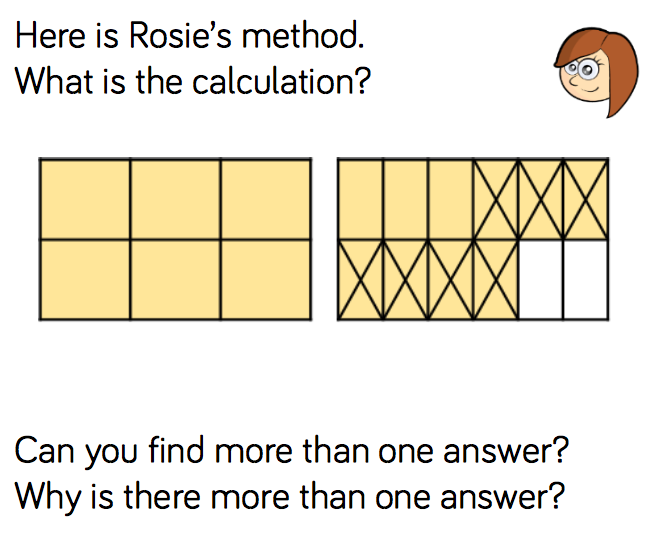 Here is Rosie's method.
What is the calculation?
Can you find more than one answer?
Why is there more than one answer?